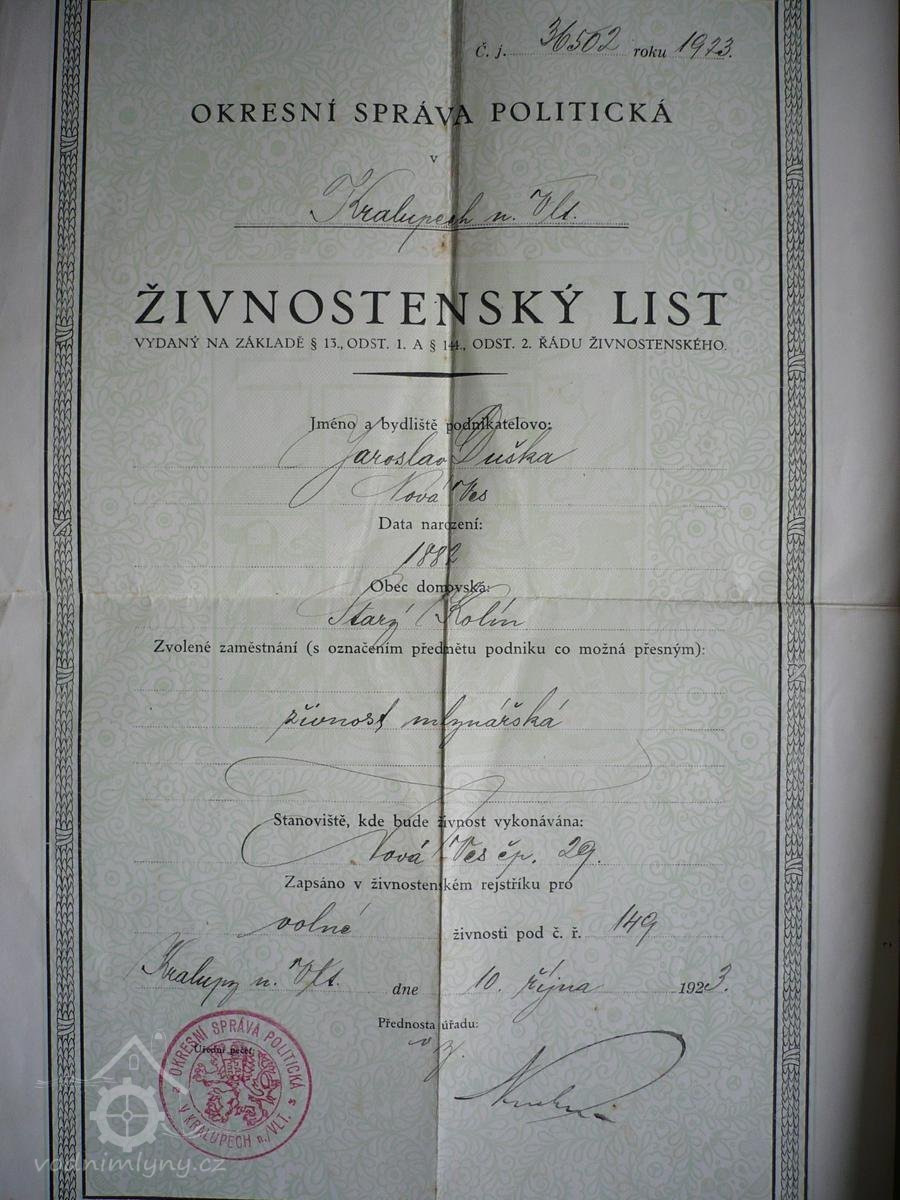 Č. j. 36502 roku 1923.
OKRESNÍ SPRÁVA POLITICKÁ
v
Kralupech n. Vlt.
ŽIVNOSTENSKÝ LIST
VYDANÝ NA ZÁKLADĚ § 13., ODST. 1. A § 144., ODST. 2. ŘÁDU ŽIVNOSTENSKÉHO.
Jméno a bydliště podnikatelovo:
Jaroslav Duška
Nová Ves
Data narození:
1882
Obec domovská:
Starý Kolín
Zvolené zaměstnání (s označením předmětu podniku co možná přesným):
živnost mlynářská
Stanoviště, kde bude živnost vykonávána:
Nová Ves čp. 29.
Zapsáno v živnostenském rejstříku pro
volné živnosti pod č. ř. 149
Kralupy n. Vlt. dne 10. října 1923.
Přednosta úřadu:
v z.
Úřední pečeť:
OKRESNÍ SPRÁVA POLITICKÁ
V KRALUPECH n./VLT.
vodnimlyny.cz